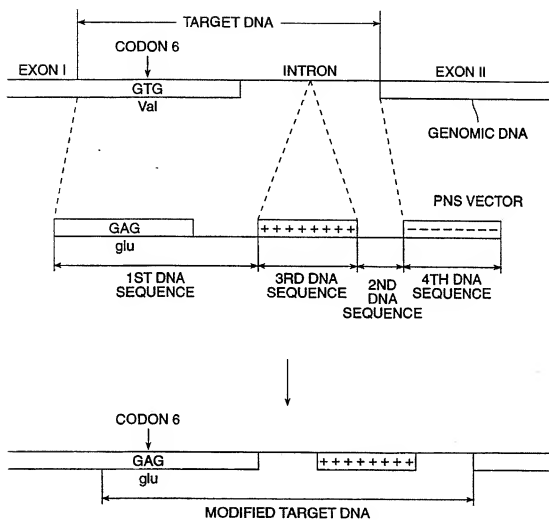 TARGET DNA
CODON 6
EXON I
INTRON
EXON II
GTG
Val
GENOMIC DNA
PNS VECTOR
GAG
+ + + + + + + +
– – – – – – – –
glu
1ST DNA
SEQUENCE
3RD DNA
SEQUENCE
2ND
DNA
SEQUENCE
4TH DNA
SEQUENCE
CODON 6
GAG
+ + + + + + + +
glu
MODIFIED TARGET DNA